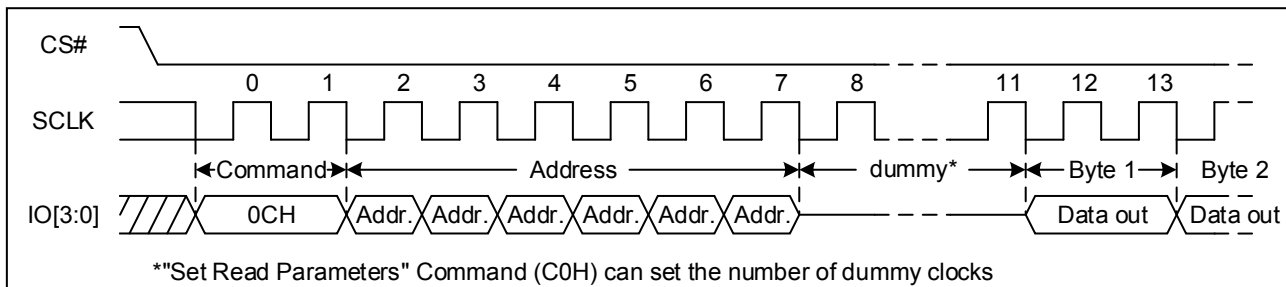 CS#
0 1 2 3 4 5 6 7 8 11 12 13
SCLK
Command Address dummy* Byte 1 Byte 2
IO[3:0] 0CH Addr. Addr. Addr. Addr. Addr. Addr. Data out Data out
*"Set Read Parameters" Command (C0H) can set the number of dummy clocks